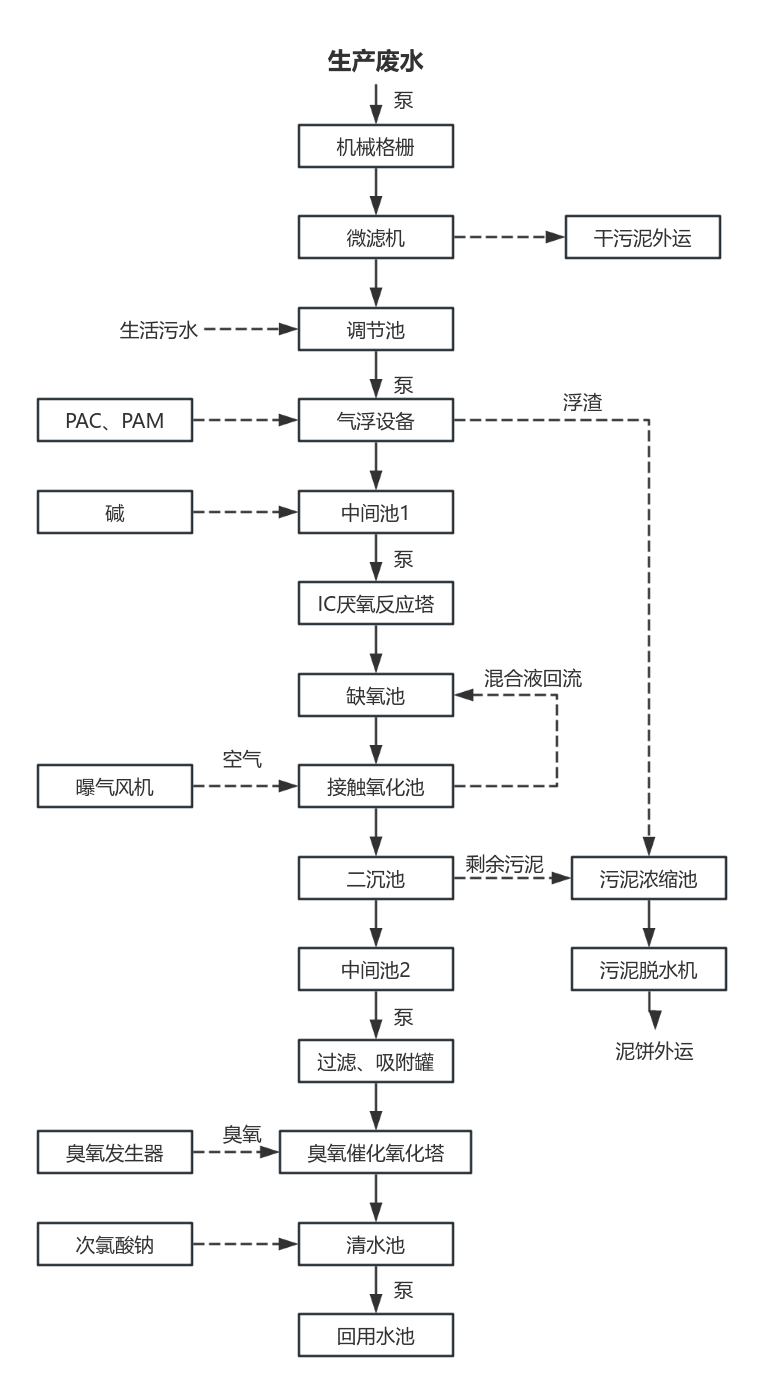 生产废水
泵
机械格栅
微滤机
干污泥外运
生活污水
调节池
泵
浮渣
PAC、PAM
气浮设备
碱
中间池1
泵
IC厌氧反应塔
混合液回流
缺氧池
空气
曝气风机
接触氧化池
剩余污泥
二沉池
污泥浓缩池
中间池2
污泥脱水机
泵
泥饼外运
过滤、吸附罐
臭氧
臭氧发生器
臭氧催化氧化塔
次氯酸钠
清水池
泵
回用水池